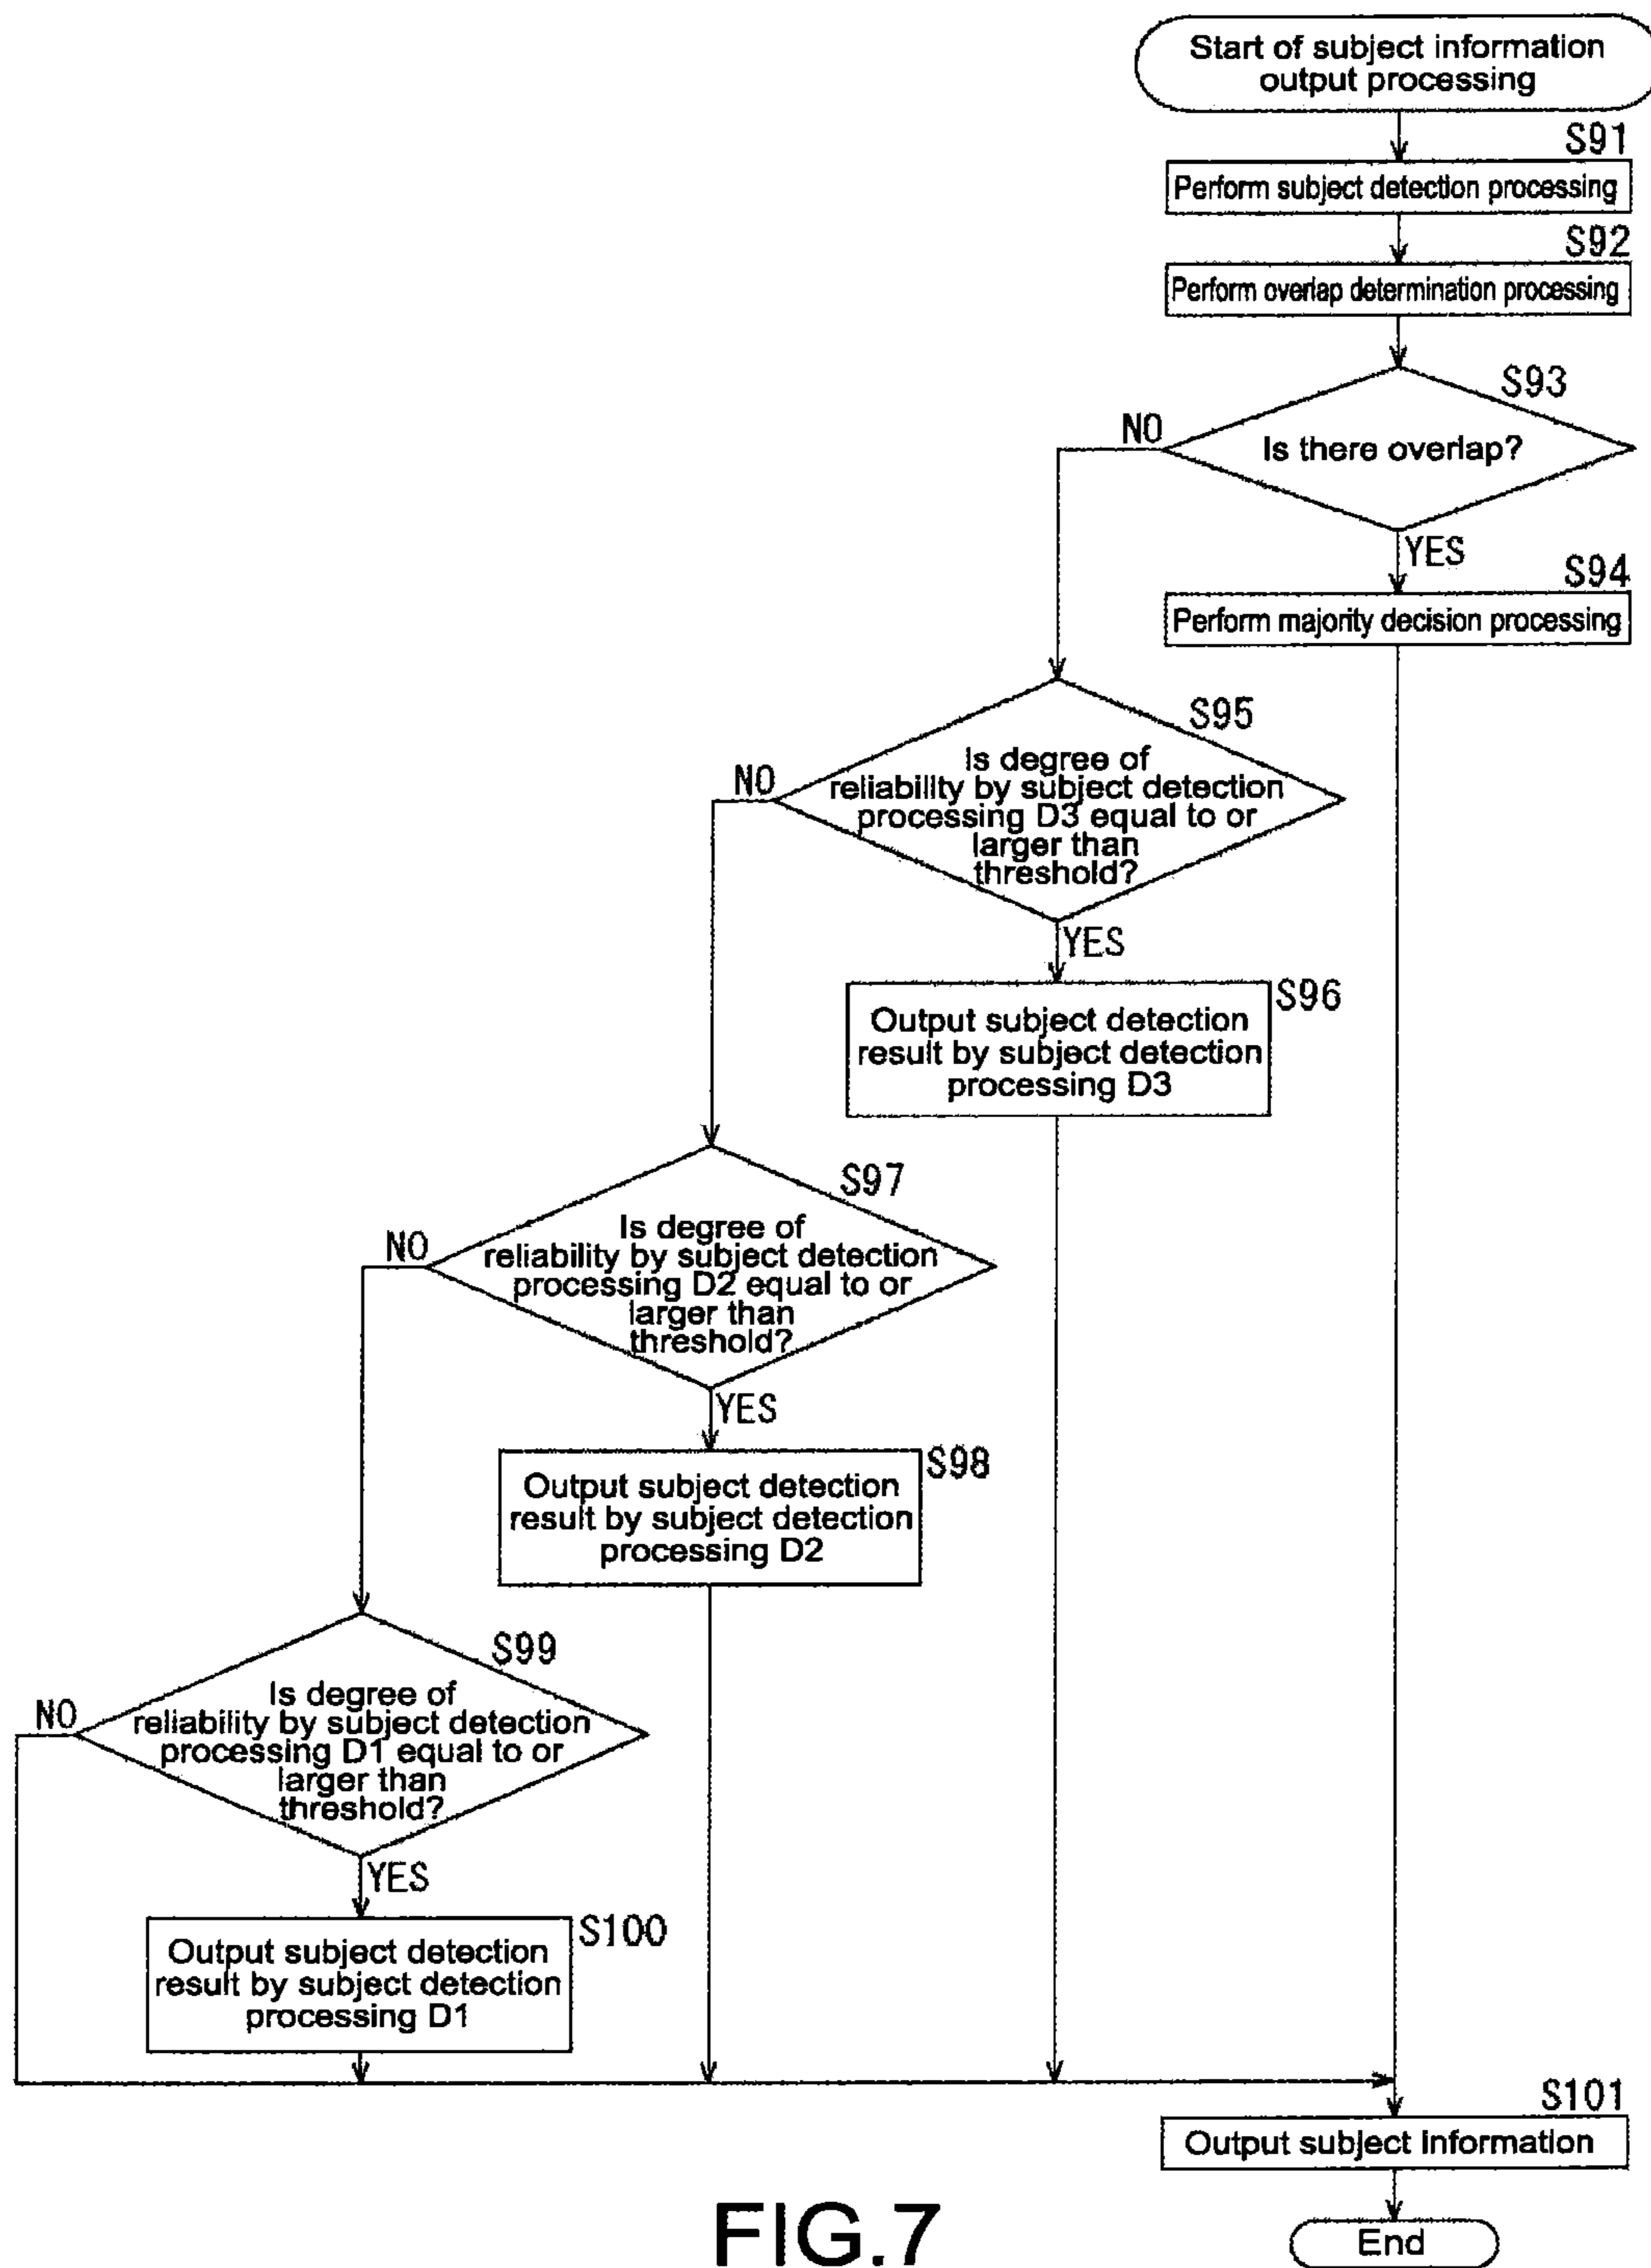 Start of subject information
output processing
S91
Perform subject detection processing
S92
Perform overlap determination processing
S93
Is there overlap?
NO
YES
S94
Perform majority decision processing
S95
Is degree of
reliability by subject detection
processing D3 equal to or
larger than
threshold?
NO
YES
S96
Output subject detection
result by subject detection
processing D3
S97
Is degree of
reliability by subject detection
processing D2 equal to or
larger than
threshold?
NO
YES
S98
Output subject detection
result by subject detection
processing D2
S99
Is degree of
reliability by subject detection
processing D1 equal to or
larger than
threshold?
NO
YES
S100
Output subject detection
result by subject detection
processing D1
S101
Output subject information
End
FIG.7